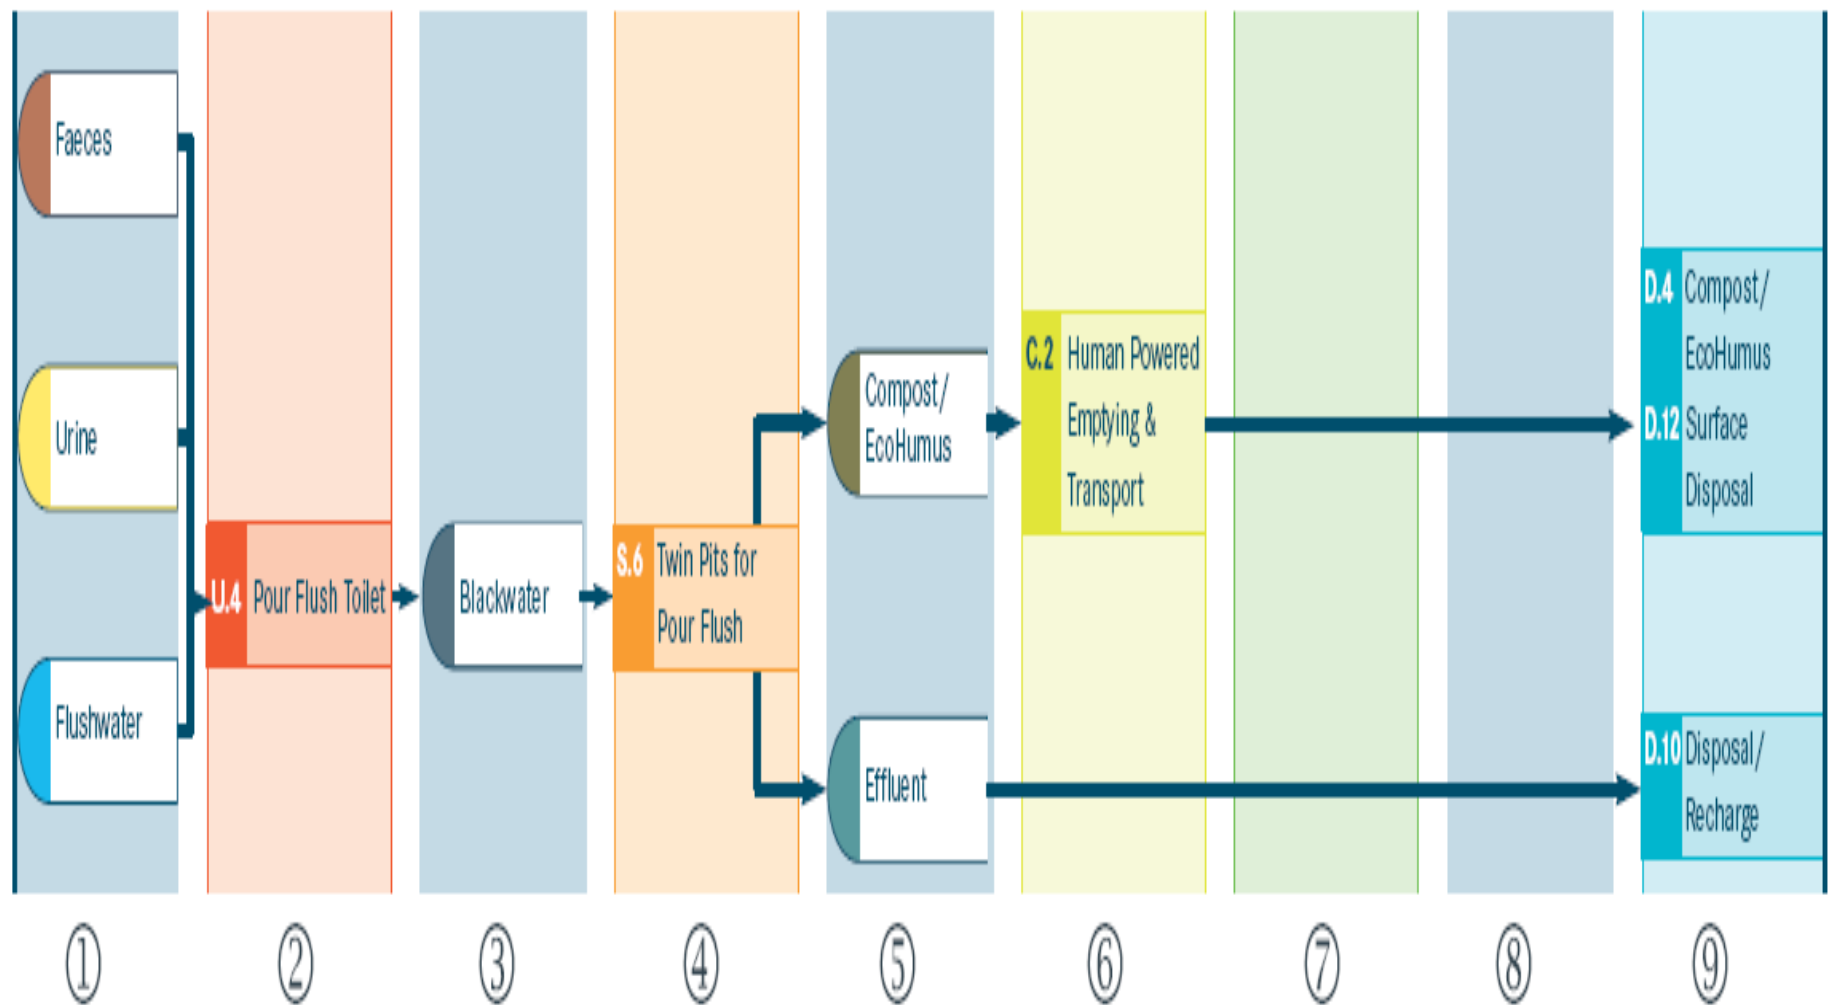 Faeces
Urine
Flushwater
U.4 Pour Flush Toilet
Blackwater
S.6 Twin Pits for
Pour Flush
Compost/
EcoHumus
Effluent
C.2 Human Powered
Emptying &
Transport
D.4 Compost/
EcoHumus
D.12 Surface
Disposal
D.10 Disposal/
Recharge
① ② ③ ④ ⑤ ⑥ ⑦ ⑧ ⑨